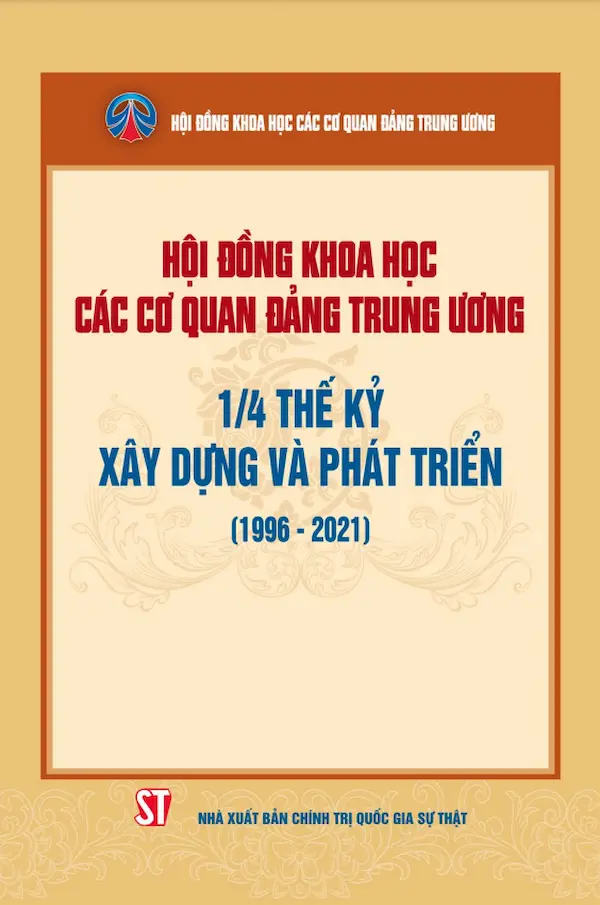 HỘI ĐỒNG KHOA HỌC CÁC CƠ QUAN ĐẢNG TRUNG ƯƠNG
HỘI ĐỒNG KHOA HỌC
CÁC CƠ QUAN ĐẢNG TRUNG ƯƠNG
1/4 THẾ KỶ
XÂY DỰNG VÀ PHÁT TRIỂN
(1996 - 2021)
ST
NHÀ XUẤT BẢN CHÍNH TRỊ QUỐC GIA SỰ THẬT